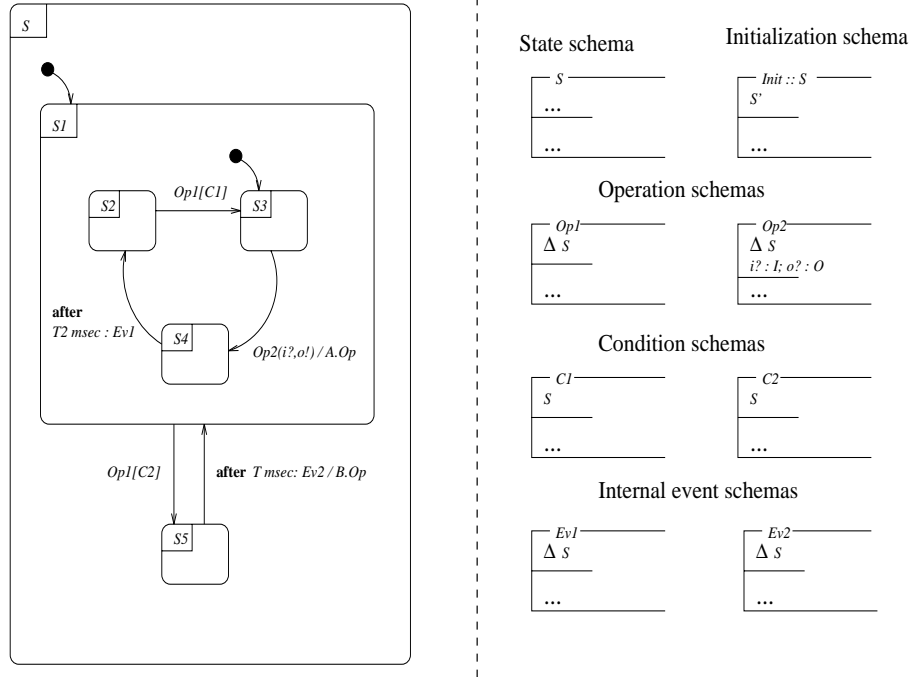 S
S1
S2
Op1[C1]
S3
after
T2 msec : Ev1
S4
Op2(i?,o!) / A.Op
Op1[C2]
after T msec: Ev2 / B.Op
S5
State schema
Initialization schema
S
...
...
Init :: S
S'
...
Operation schemas
Op1
Δ S
...
Op2
Δ S
i? : I; o? : O
...
Condition schemas
C1
S
...
C2
S
...
Internal event schemas
Ev1
Δ S
...
Ev2
Δ S
...